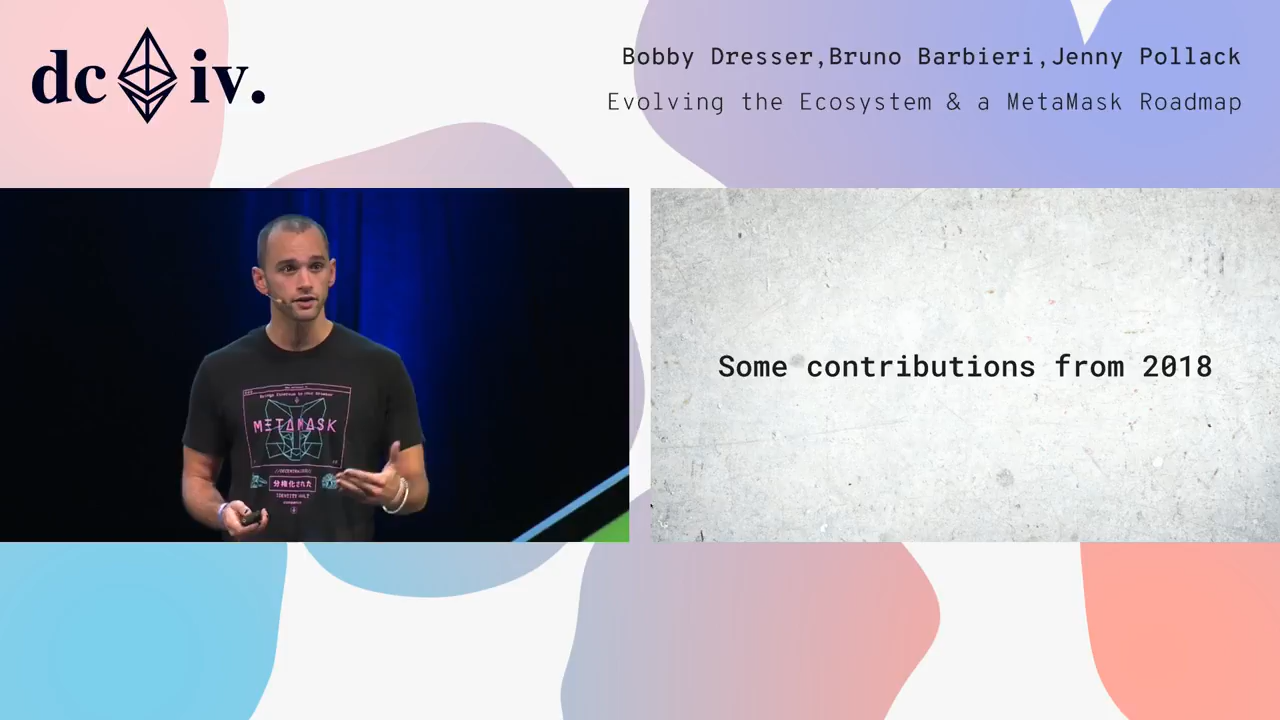 dc iv.
Bobby Dresser,Bruno Barbieri,Jenny Pollack
Evolving the Ecosystem & a MetaMask Roadmap
METAMASK
分権化された
Some contributions from 2018